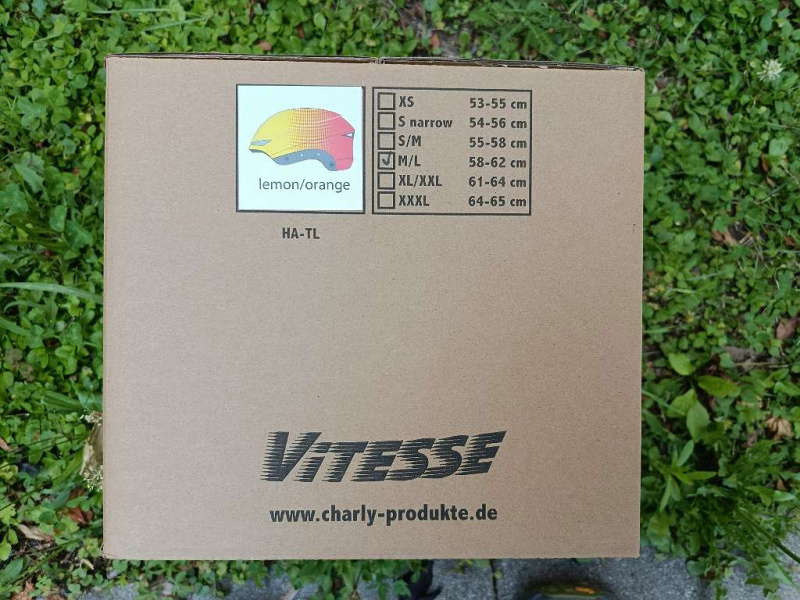 lemon/orange
XS 53-55 cm
S narrow 54-56 cm
S/M 55-58 cm
M/L 58-62 cm
XL/XXL 61-64 cm
XXXL 64-65 cm
HA-TL
VITESSE
www.charly-produkte.de